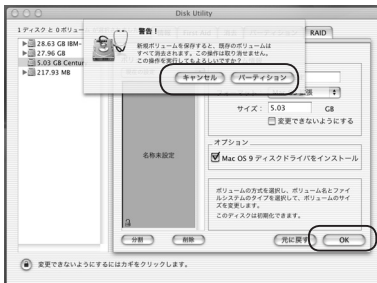 Disk Utility
1 ディスクと 0 ボリュー
28.63 GB IBM-
27.96 GB
5.03 GB Centur
217.93 MB
警告！
新規ボリュームを保存すると、既存のボリュームは
すべて消去されます。この操作は取り消せません。
この操作を実行してもよろしいですか？
キャンセル
パーティション
RAID
サイズ： 5.03 GB
変更できないようにする
オプション
Mac OS 9 ディスクドライバをインストール
名称未設定
ボリュームの方式を選択し、ボリューム名とファイ
ルシステムのタイプを選択して、ボリュームのサイ
ズを変更します。
このディスクは初期化できます。
分割
削除
元に戻す
OK
変更できないようにするにはカギをクリックします。